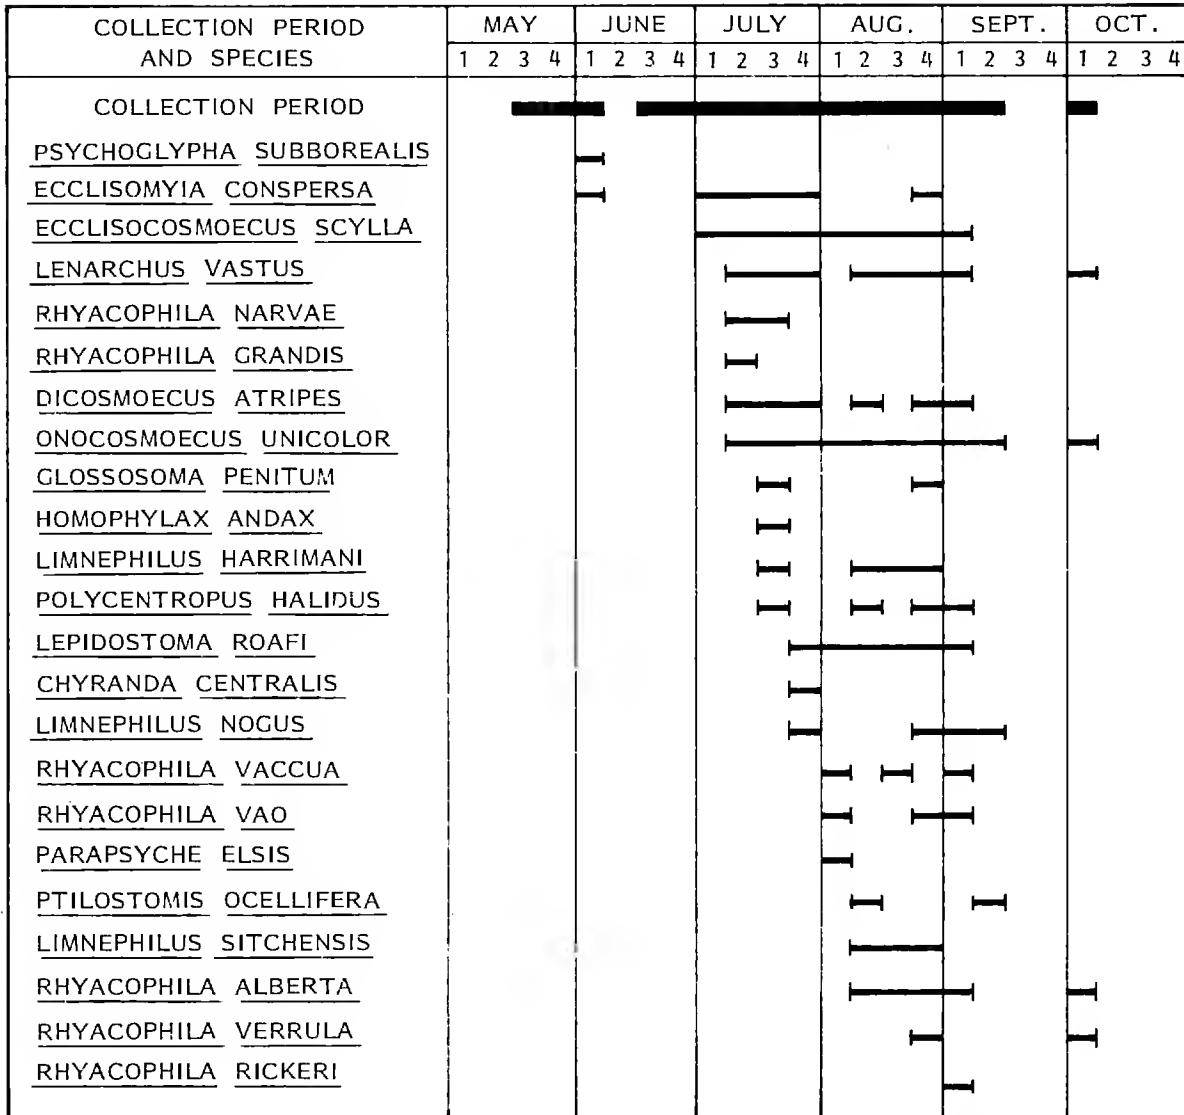 COLLECTION PERIOD AND SPECIES
MAY JUNE JULY AUG. SEPT. OCT.
1 2 3 4 1 2 3 4 1 2 3 4 1 2 3 4 1 2 3 4 1 2 3 4
COLLECTION PERIOD
PSYCHOGLYPHA SUBBOREALIS
ECCLISOMYIA CONSPERSA
ECCLISOCOSMOECUS SCYLLA
LENARCHUS VASTUS
RHYACOPHILA NARVAE
RHYACOPHILA GRANDIS
DICOSMOECUS ATRIPES
ONOCOSMOECUS UNICOLOR
GLOSSOSOMA PENITUM
HOMOPHYLAX ANDAX
LIMNEPHILUS HARRIMANI
POLYCENTROPUS HALIDUS
LEPIDOSTOMA ROAFI
CHYRANDA CENTRALIS
LIMNEPHILUS NOGUS
RHYACOPHILA VACCUA
RHYACOPHILA VAO
PARAPSYCHE ELSIS
PTILOSTOMIS OCELLIFERA
LIMNEPHILUS SITCHENSIS
RHYACOPHILA ALBERTA
RHYACOPHILA VERRULA
RHYACOPHILA RICKERI